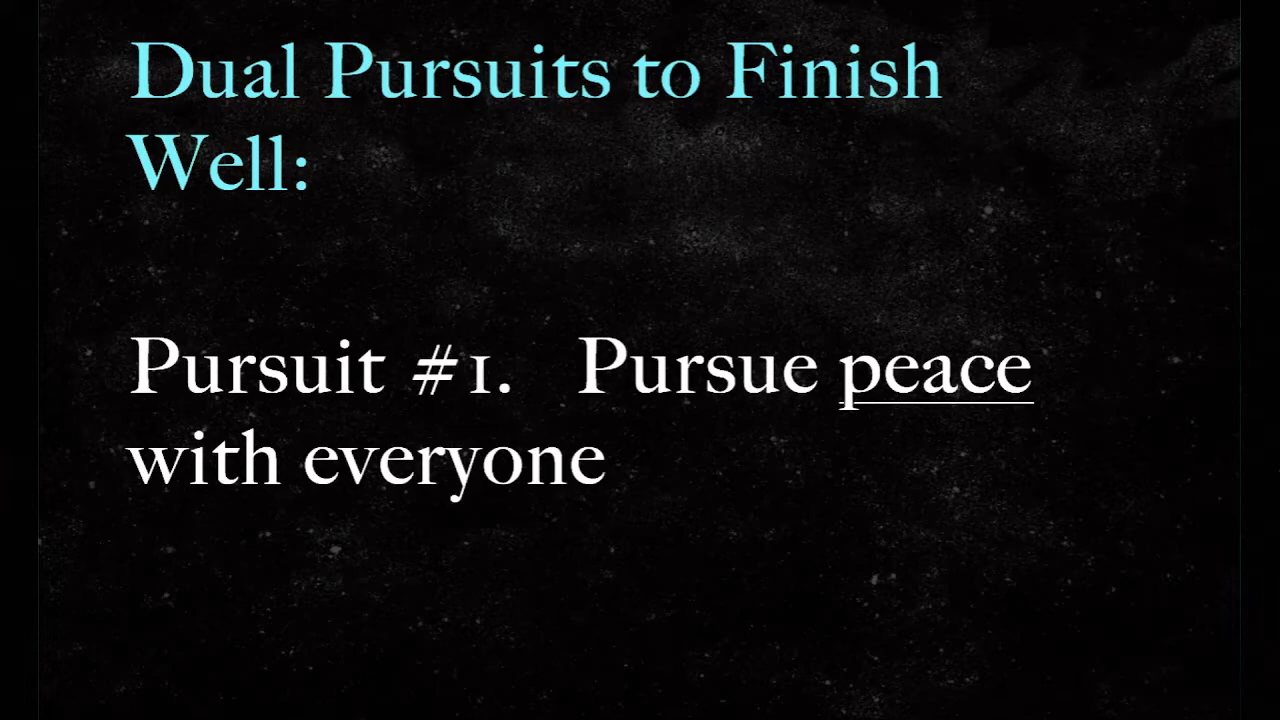 Dual Pursuits to Finish
Well:
Pursuit #1. Pursue peace
with everyone